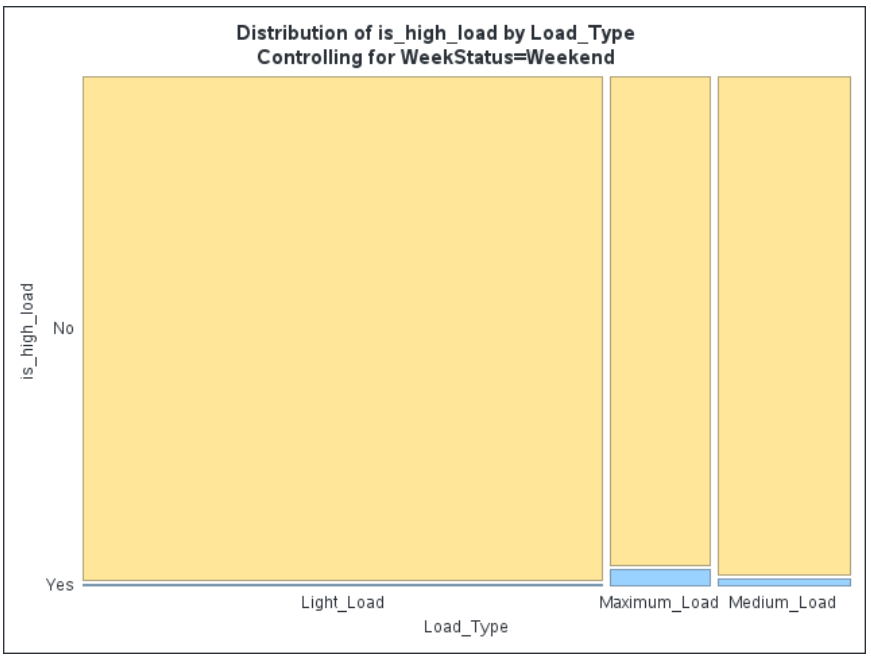 Distribution of is_high_load by Load_Type
Controlling for WeekStatus=Weekend
is_high_load
No
Yes
Light_Load
Maximum_Load
Medium_Load
Load_Type